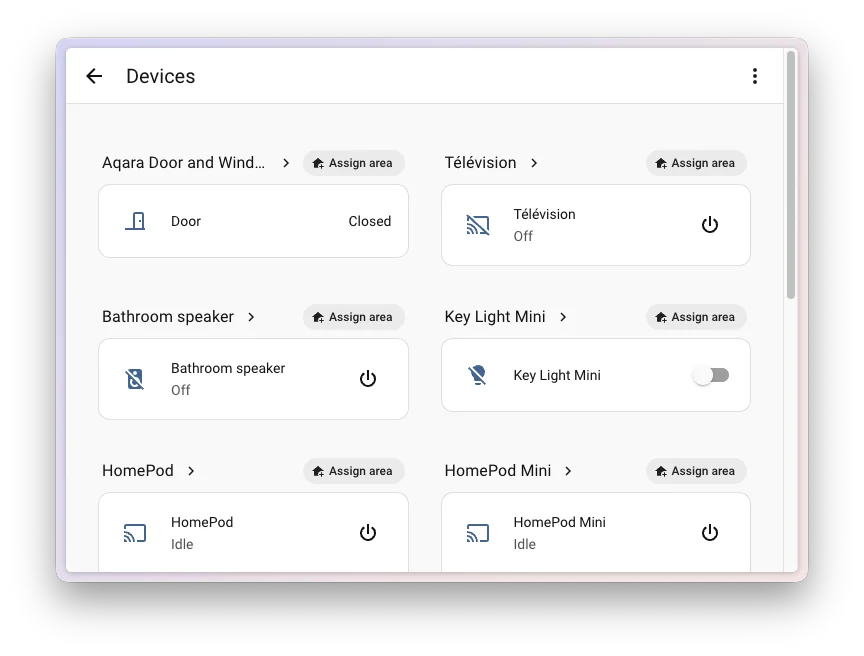 Devices
Aqara Door and Wind...
Assign area
Télévision
Assign area
Door
Closed
Télévision
Off
Bathroom speaker
Assign area
Key Light Mini
Assign area
Bathroom speaker
Off
Key Light Mini
HomePod
Assign area
HomePod Mini
Assign area
HomePod
Idle
HomePod Mini
Idle